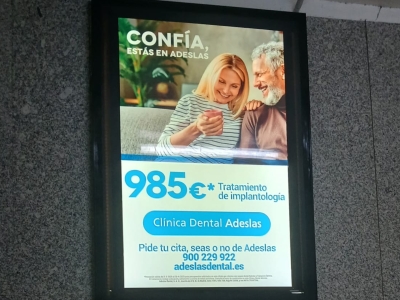 CONFÍA,
ESTÁS EN ADESLAS
985€* Tratamiento
de implantología
Clínica Dental Adeslas
Pide tu cita, seas o no de Adeslas
900 229 922
adeslasdental.es